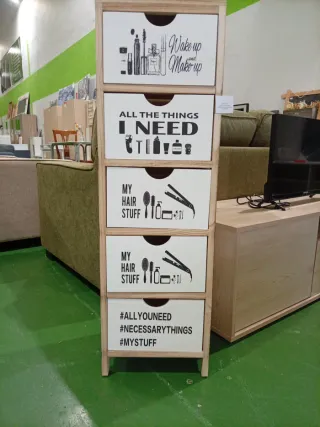 Wake up
and
Make-up
ALL THE THINGS
I NEED
MY
HAIR
STUFF
MY
HAIR
STUFF
#ALLYOUNEED
#NECESSARYTHINGS
#MYSTUFF